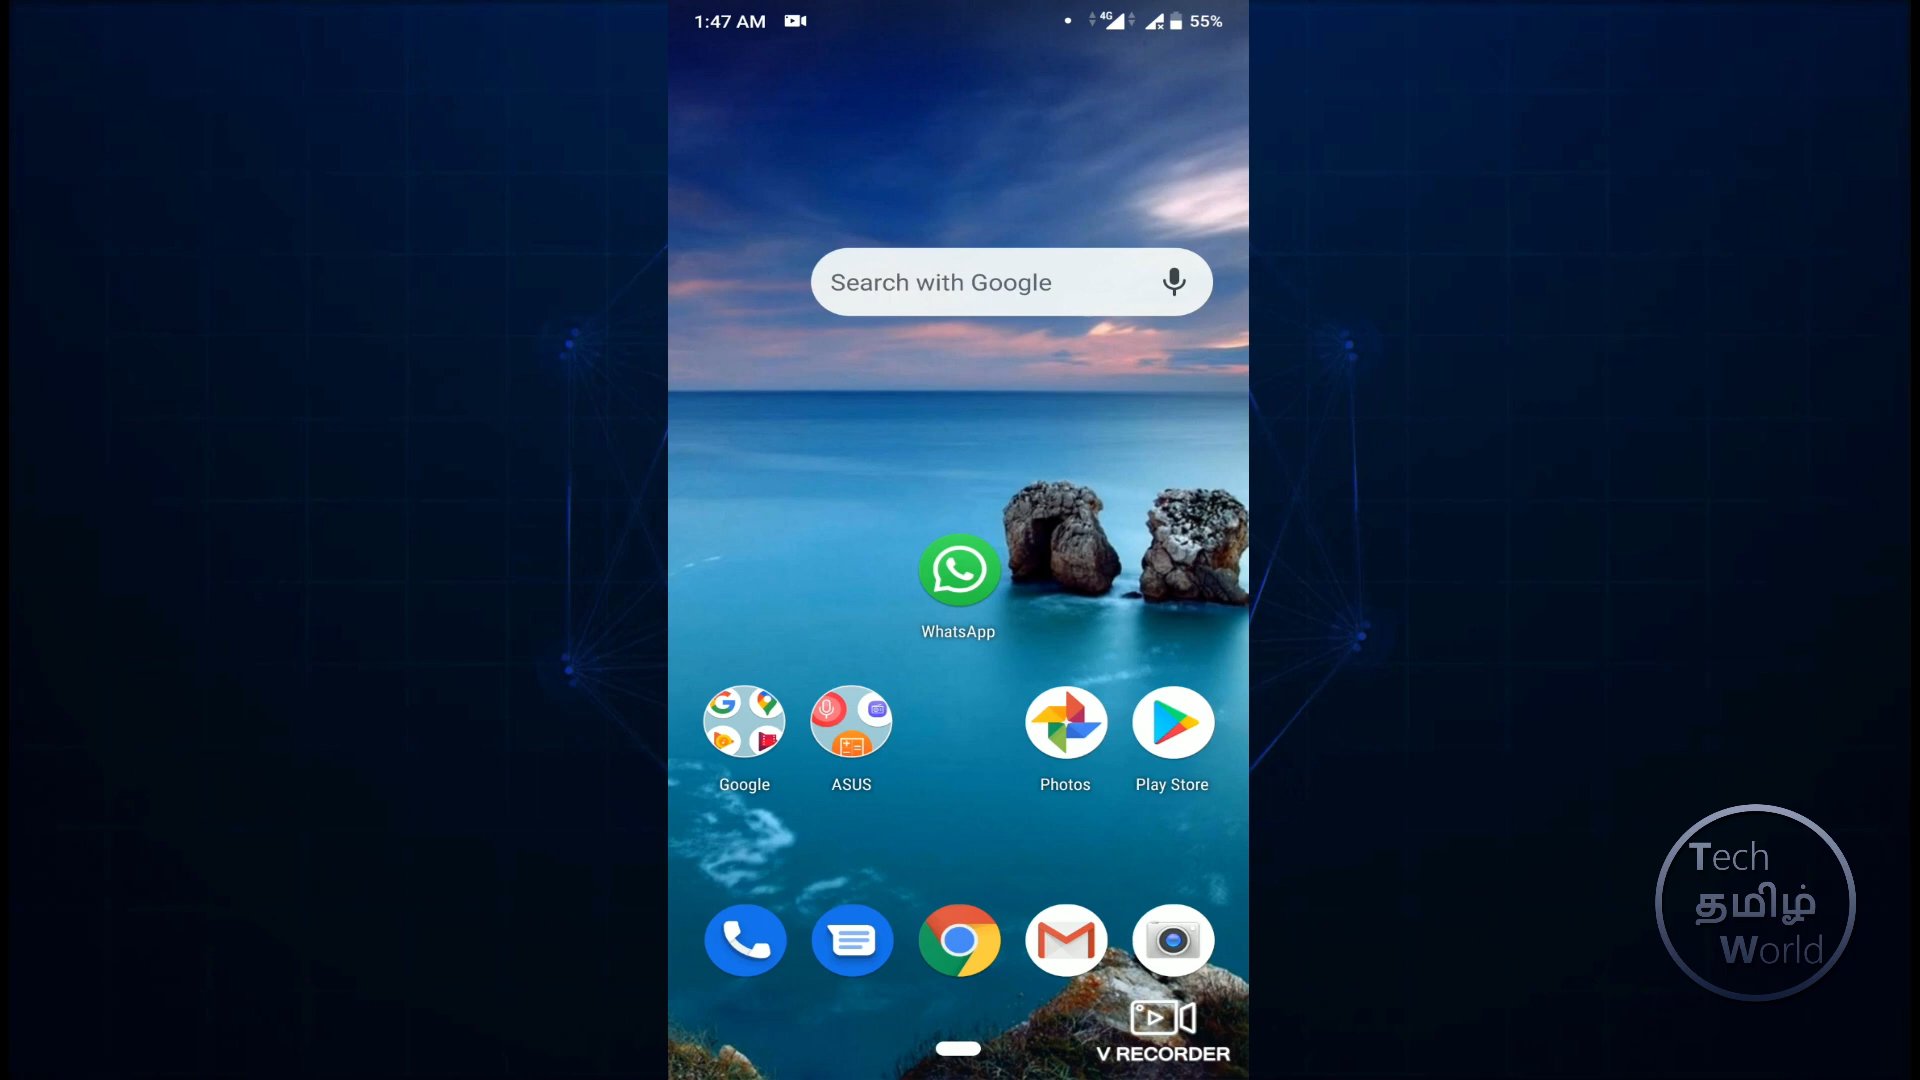 1:47 AM
4G
55%
Search with Google
WhatsApp
Google
ASUS
Photos
Play Store
V RECORDER
Tech
தமிழ்
World